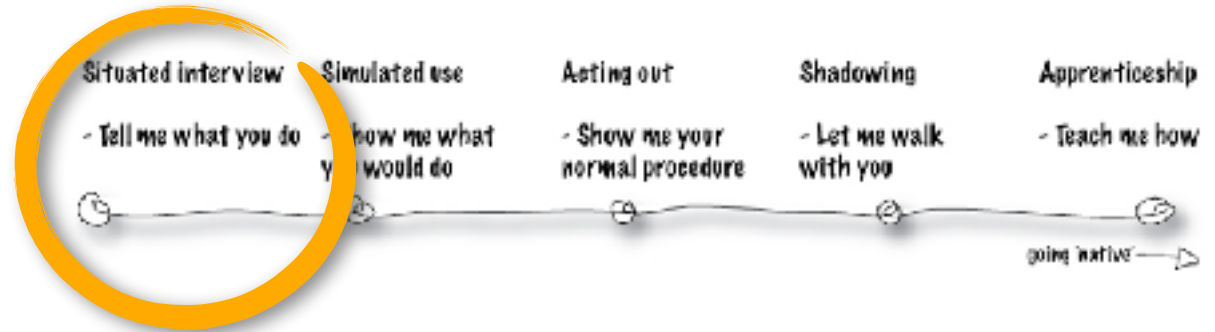 Situated interview
- Tell me what you do
Simulated use
- Show me what
you would do
Acting out
- Show me your
normal procedure
Shadowing
- Let me walk
with you
Apprenticeship
- Teach me how
going 'native'